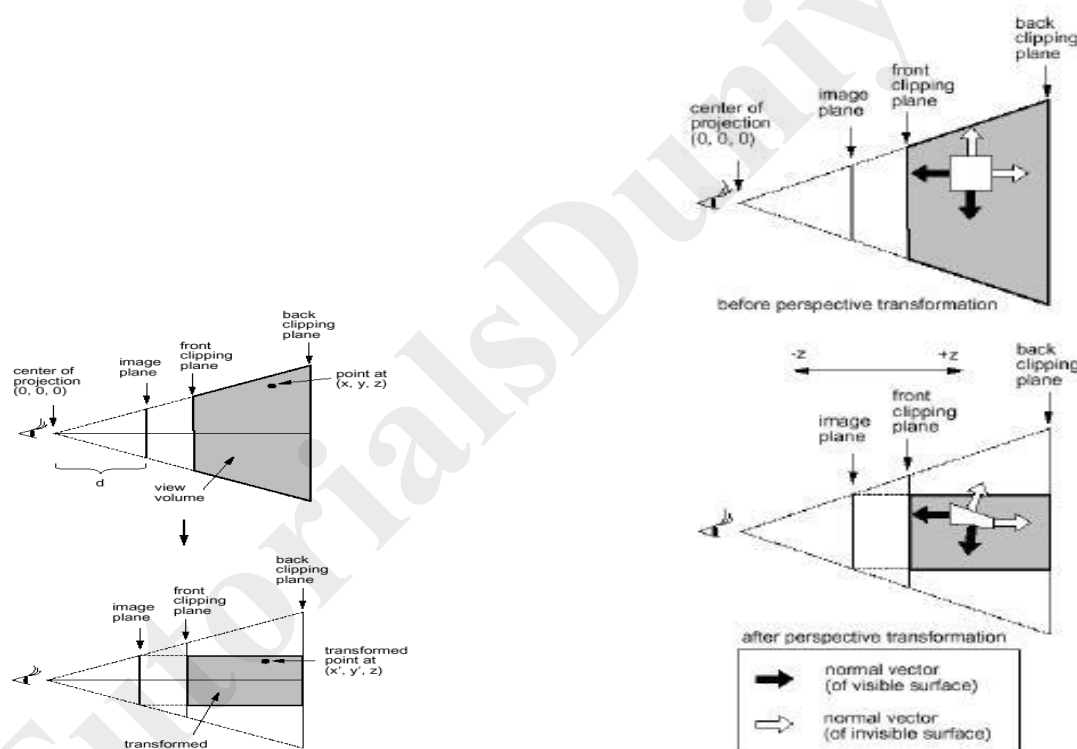 center of
projection
(0, 0, 0)
image
plane
front
clipping
plane
back
clipping
plane
point at
(x, y, z)
d
view
volume
image
plane
front
clipping
plane
back
clipping
plane
transformed
point at
(x', y', z)
transformed
center of
projection
(0, 0, 0)
image
plane
front
clipping
plane
back
clipping
plane
before perspective transformation
-z
+z
image
plane
front
clipping
plane
back
clipping
plane
after perspective transformation
normal vector
(of visible surface)
normal vector
(of invisible surface)
TutorialsDuniy